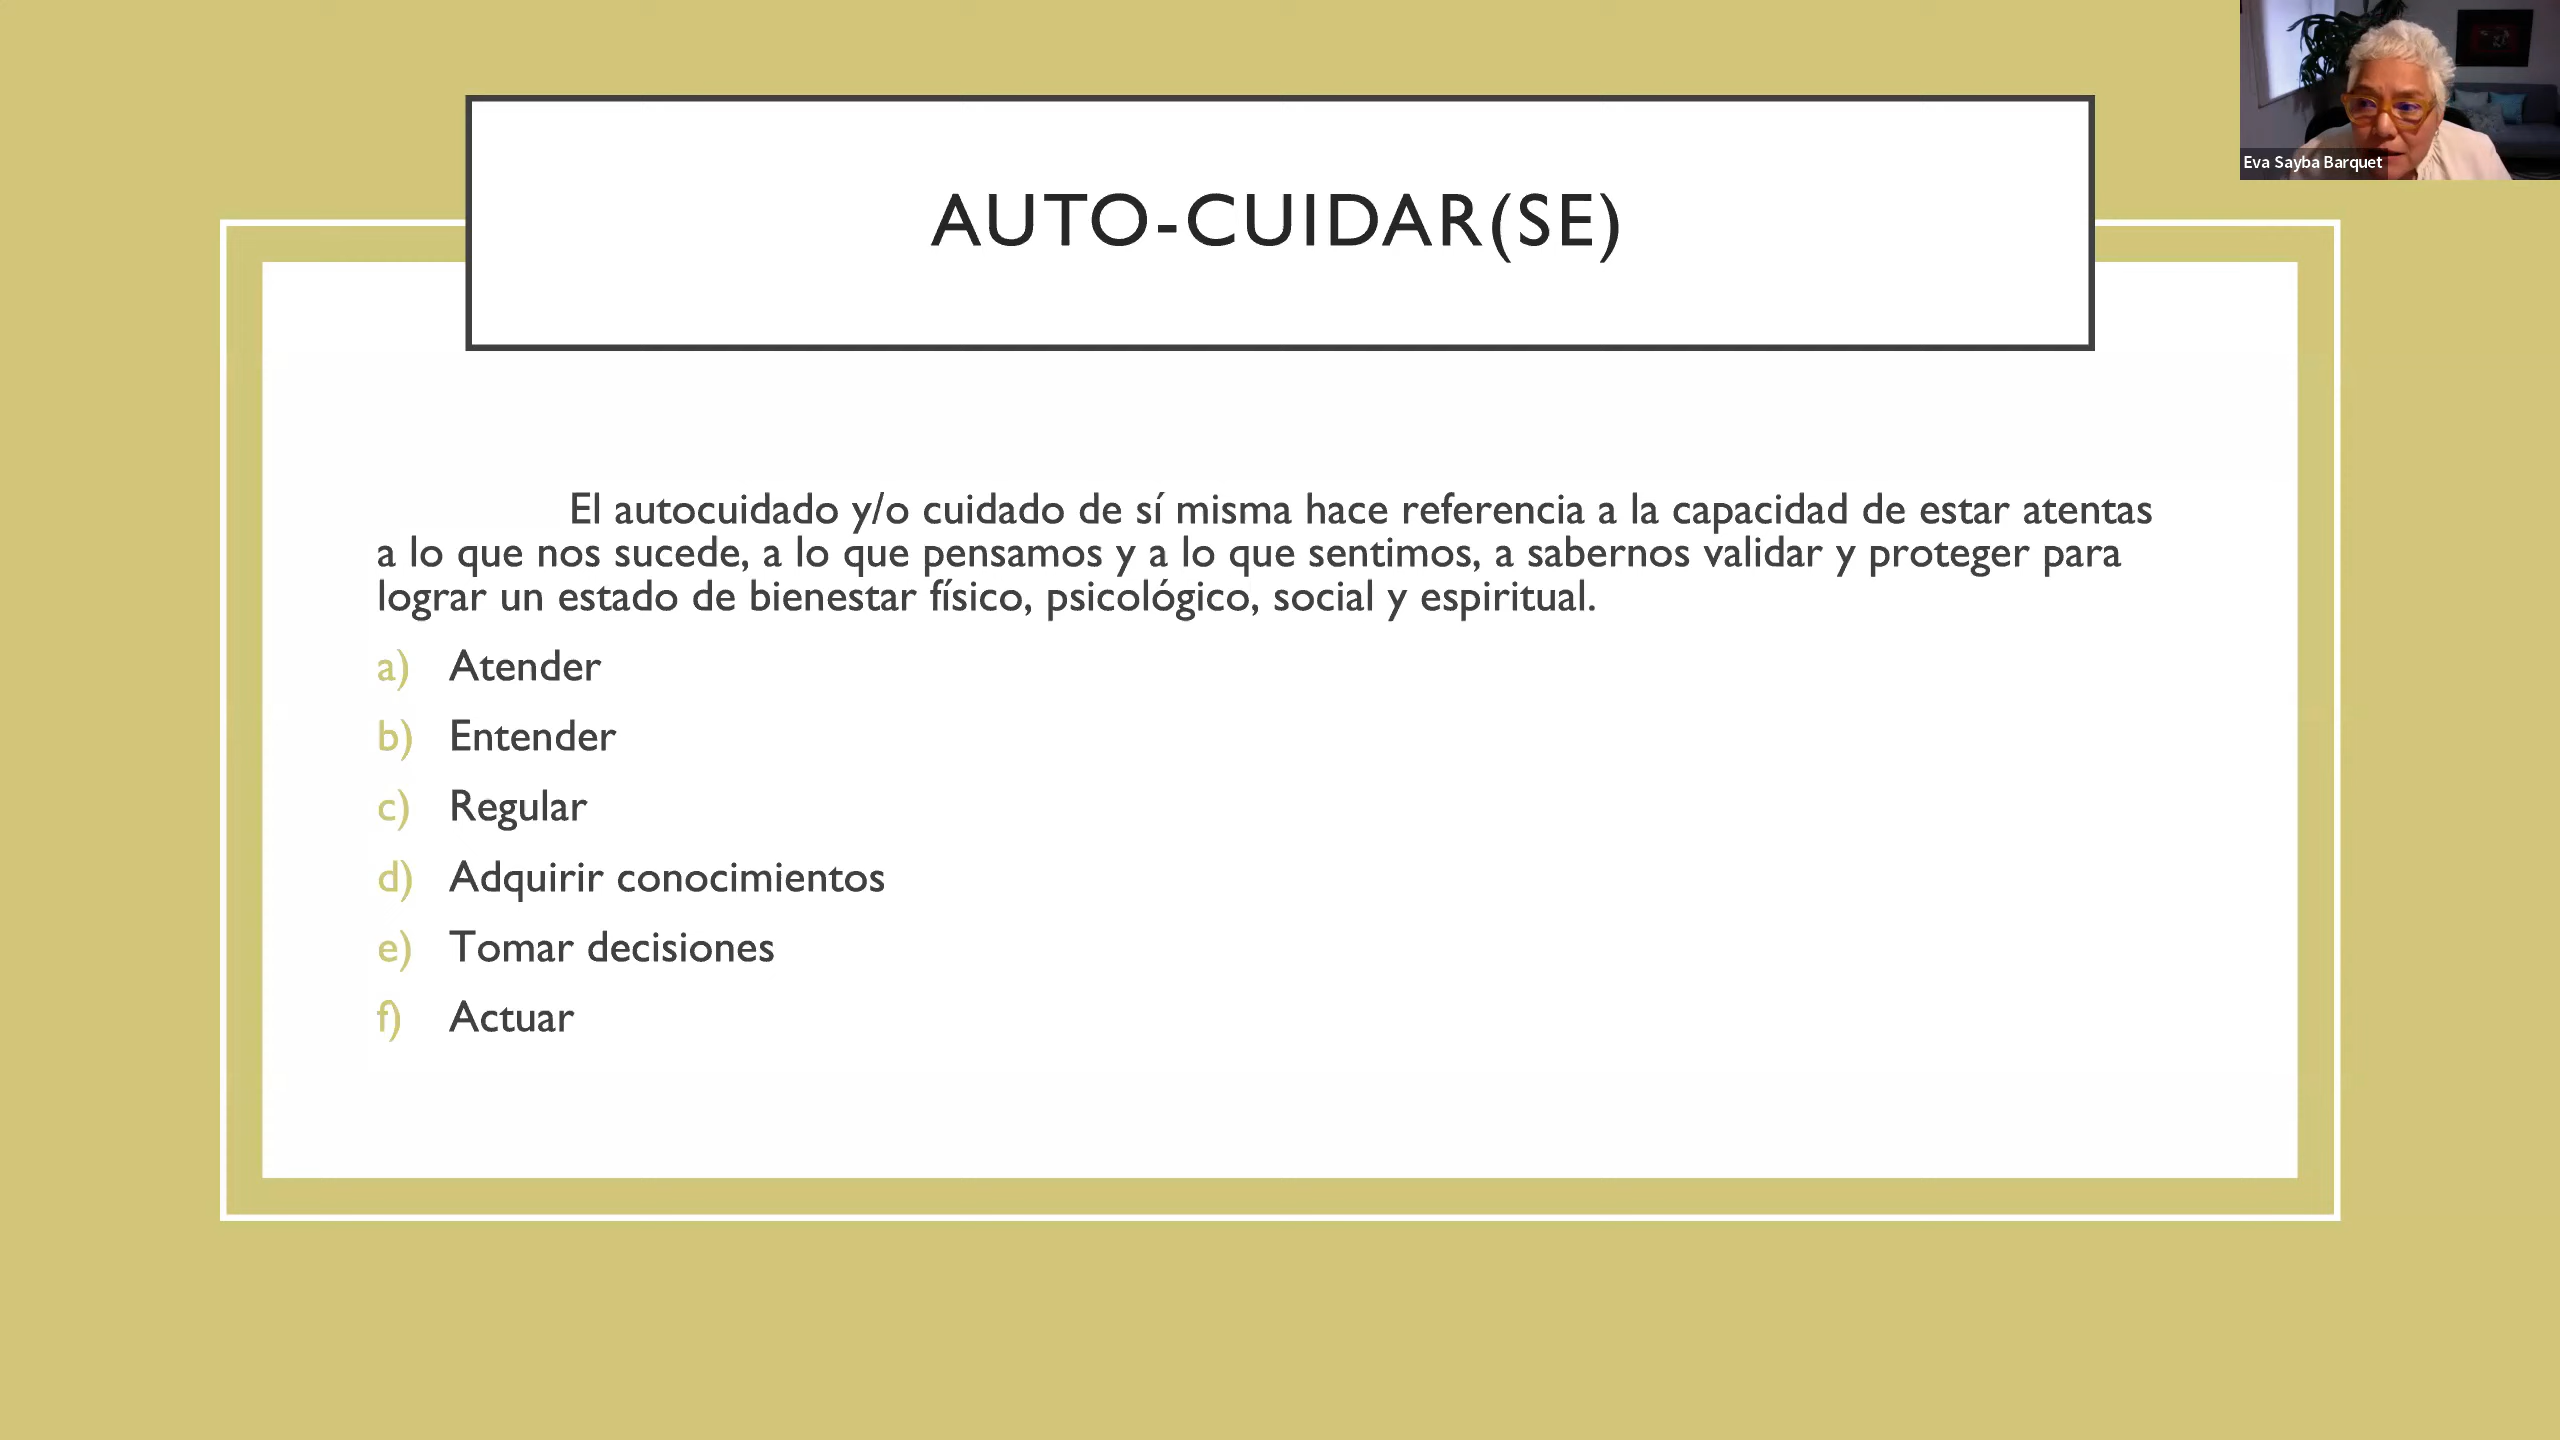 AUTO-CUIDAR(SE)
Eva Sayba Barquet
El autocuidado y/o cuidado de sí misma hace referencia a la capacidad de estar atentas
a lo que nos sucede, a lo que pensamos y a lo que sentimos, a sabernos validar y proteger para
lograr un estado de bienestar físico, psicológico, social y espiritual.
a) Atender
b) Entender
c) Regular
d) Adquirir conocimientos
e) Tomar decisiones
f) Actuar